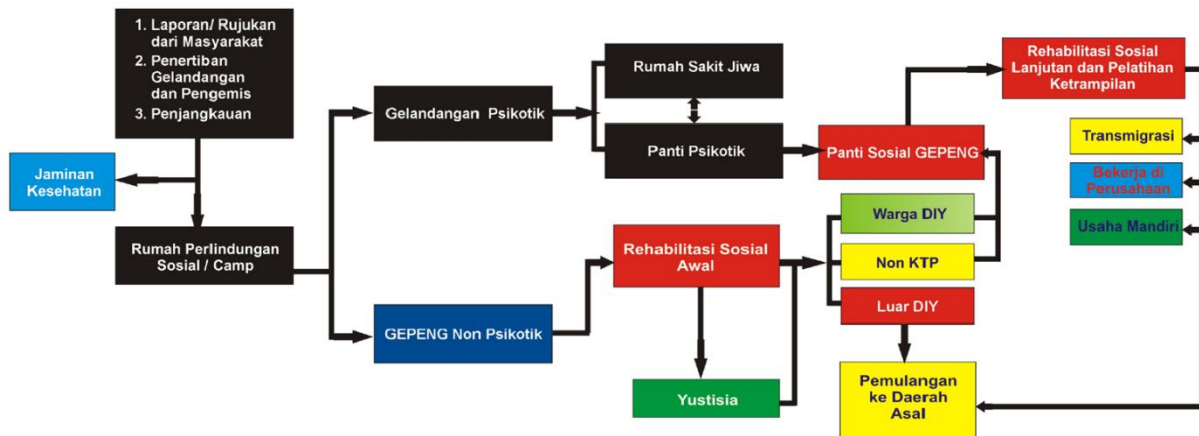 1. Laporan/ Rujukan
dari Masyarakat
2. Penertiban
Gelandangan
dan Pengemis
3. Penjangkauan
Jaminan
Kesehatan
Rumah Perlindungan
Sosial / Camp
Gelandangan Psikotik
GEPENG Non Psikotik
Rumah Sakit Jiwa
Panti Psikotik
Rehabilitasi Sosial
Awal
Yustisia
Panti Sosial GEPENG
Warga DIY
Non KTP
Luar DIY
Pemulangan
ke Daerah
Asal
Rehabilitasi Sosial
Lanjutan dan Pelatihan
Ketrampilan
Transmigrasi
Bekerja di
Perusahaan
Usaha Mandiri